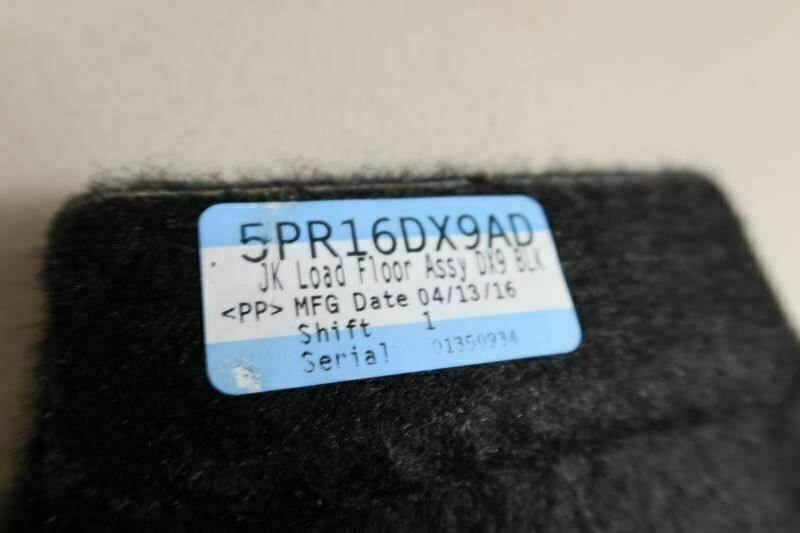 5PR16DX9AD
JK Load Floor Assy DX9 BLK
<PP> MFG Date 04/13/16
Shift 1
Serial 01350934